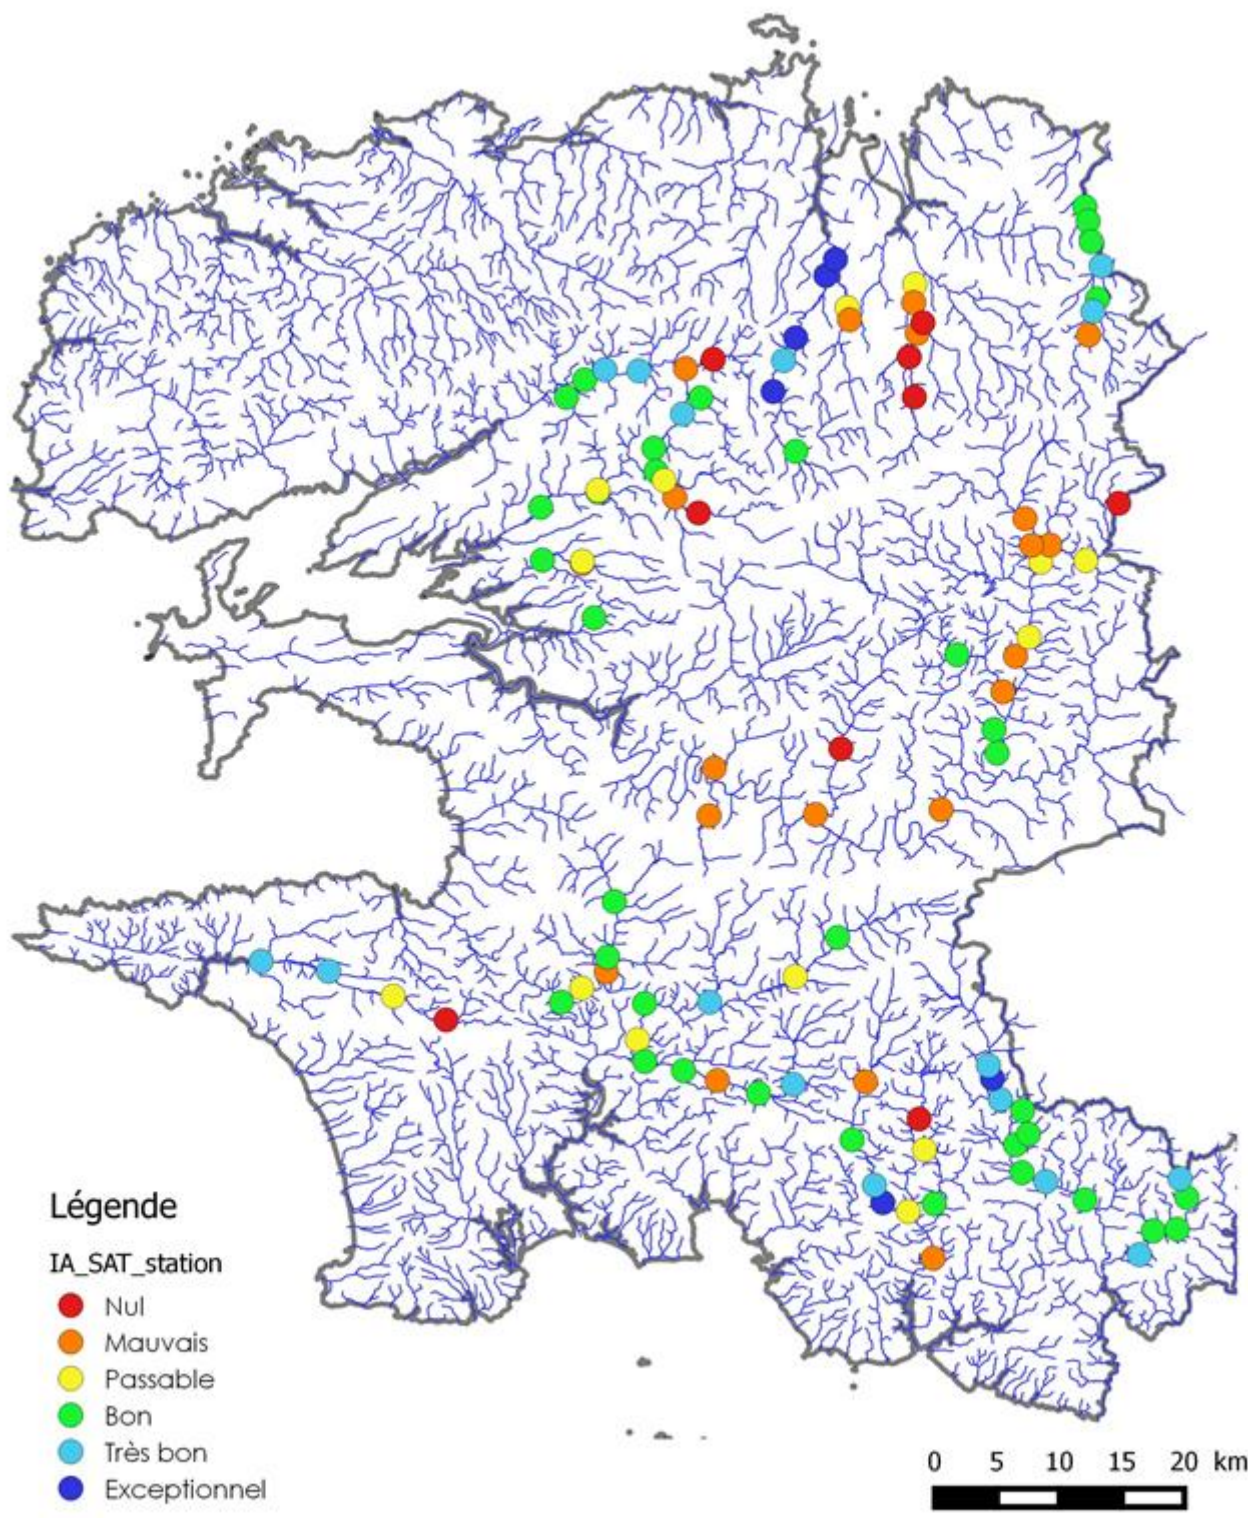 Légende
IA_SAT_station
Nul
Mauvais
Passable
Bon
Très bon
Exceptionnel
0 5 10 15 20 km